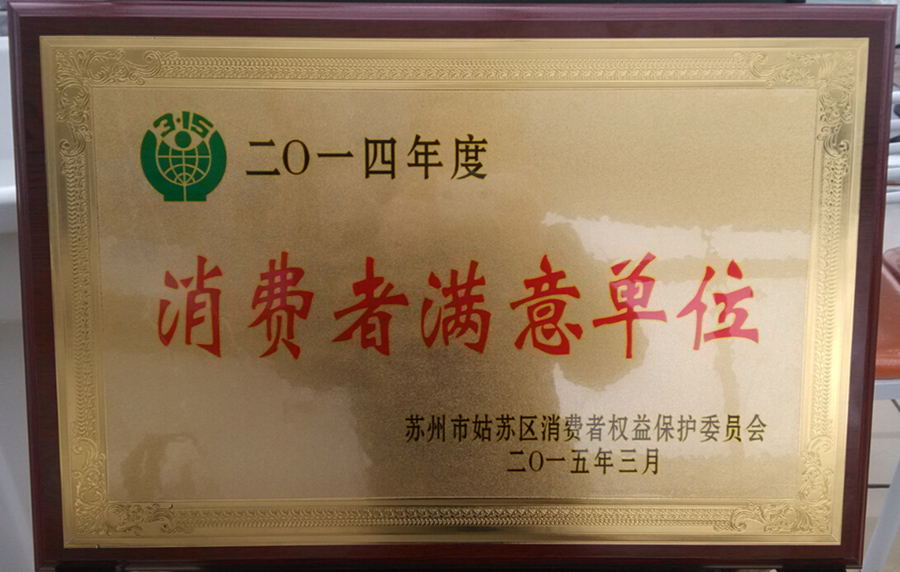 3·15
二〇一四年度
消费者满意单位
苏州市姑苏区消费者权益保护委员会
二〇一五年三月